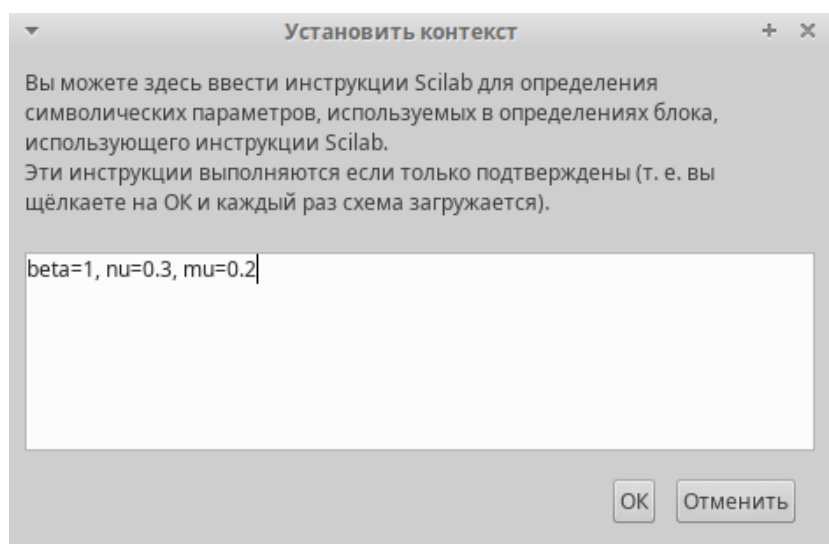 Установить контекст
Вы можете здесь ввести инструкции Scilab для определения
символических параметров, используемых в определениях блока,
использующего инструкции Scilab.
Эти инструкции выполняются если только подтверждены (т. е. вы
щёлкаете на ОК и каждый раз схема загружается).
beta=1, nu=0.3, mu=0.2
ОК Отменить